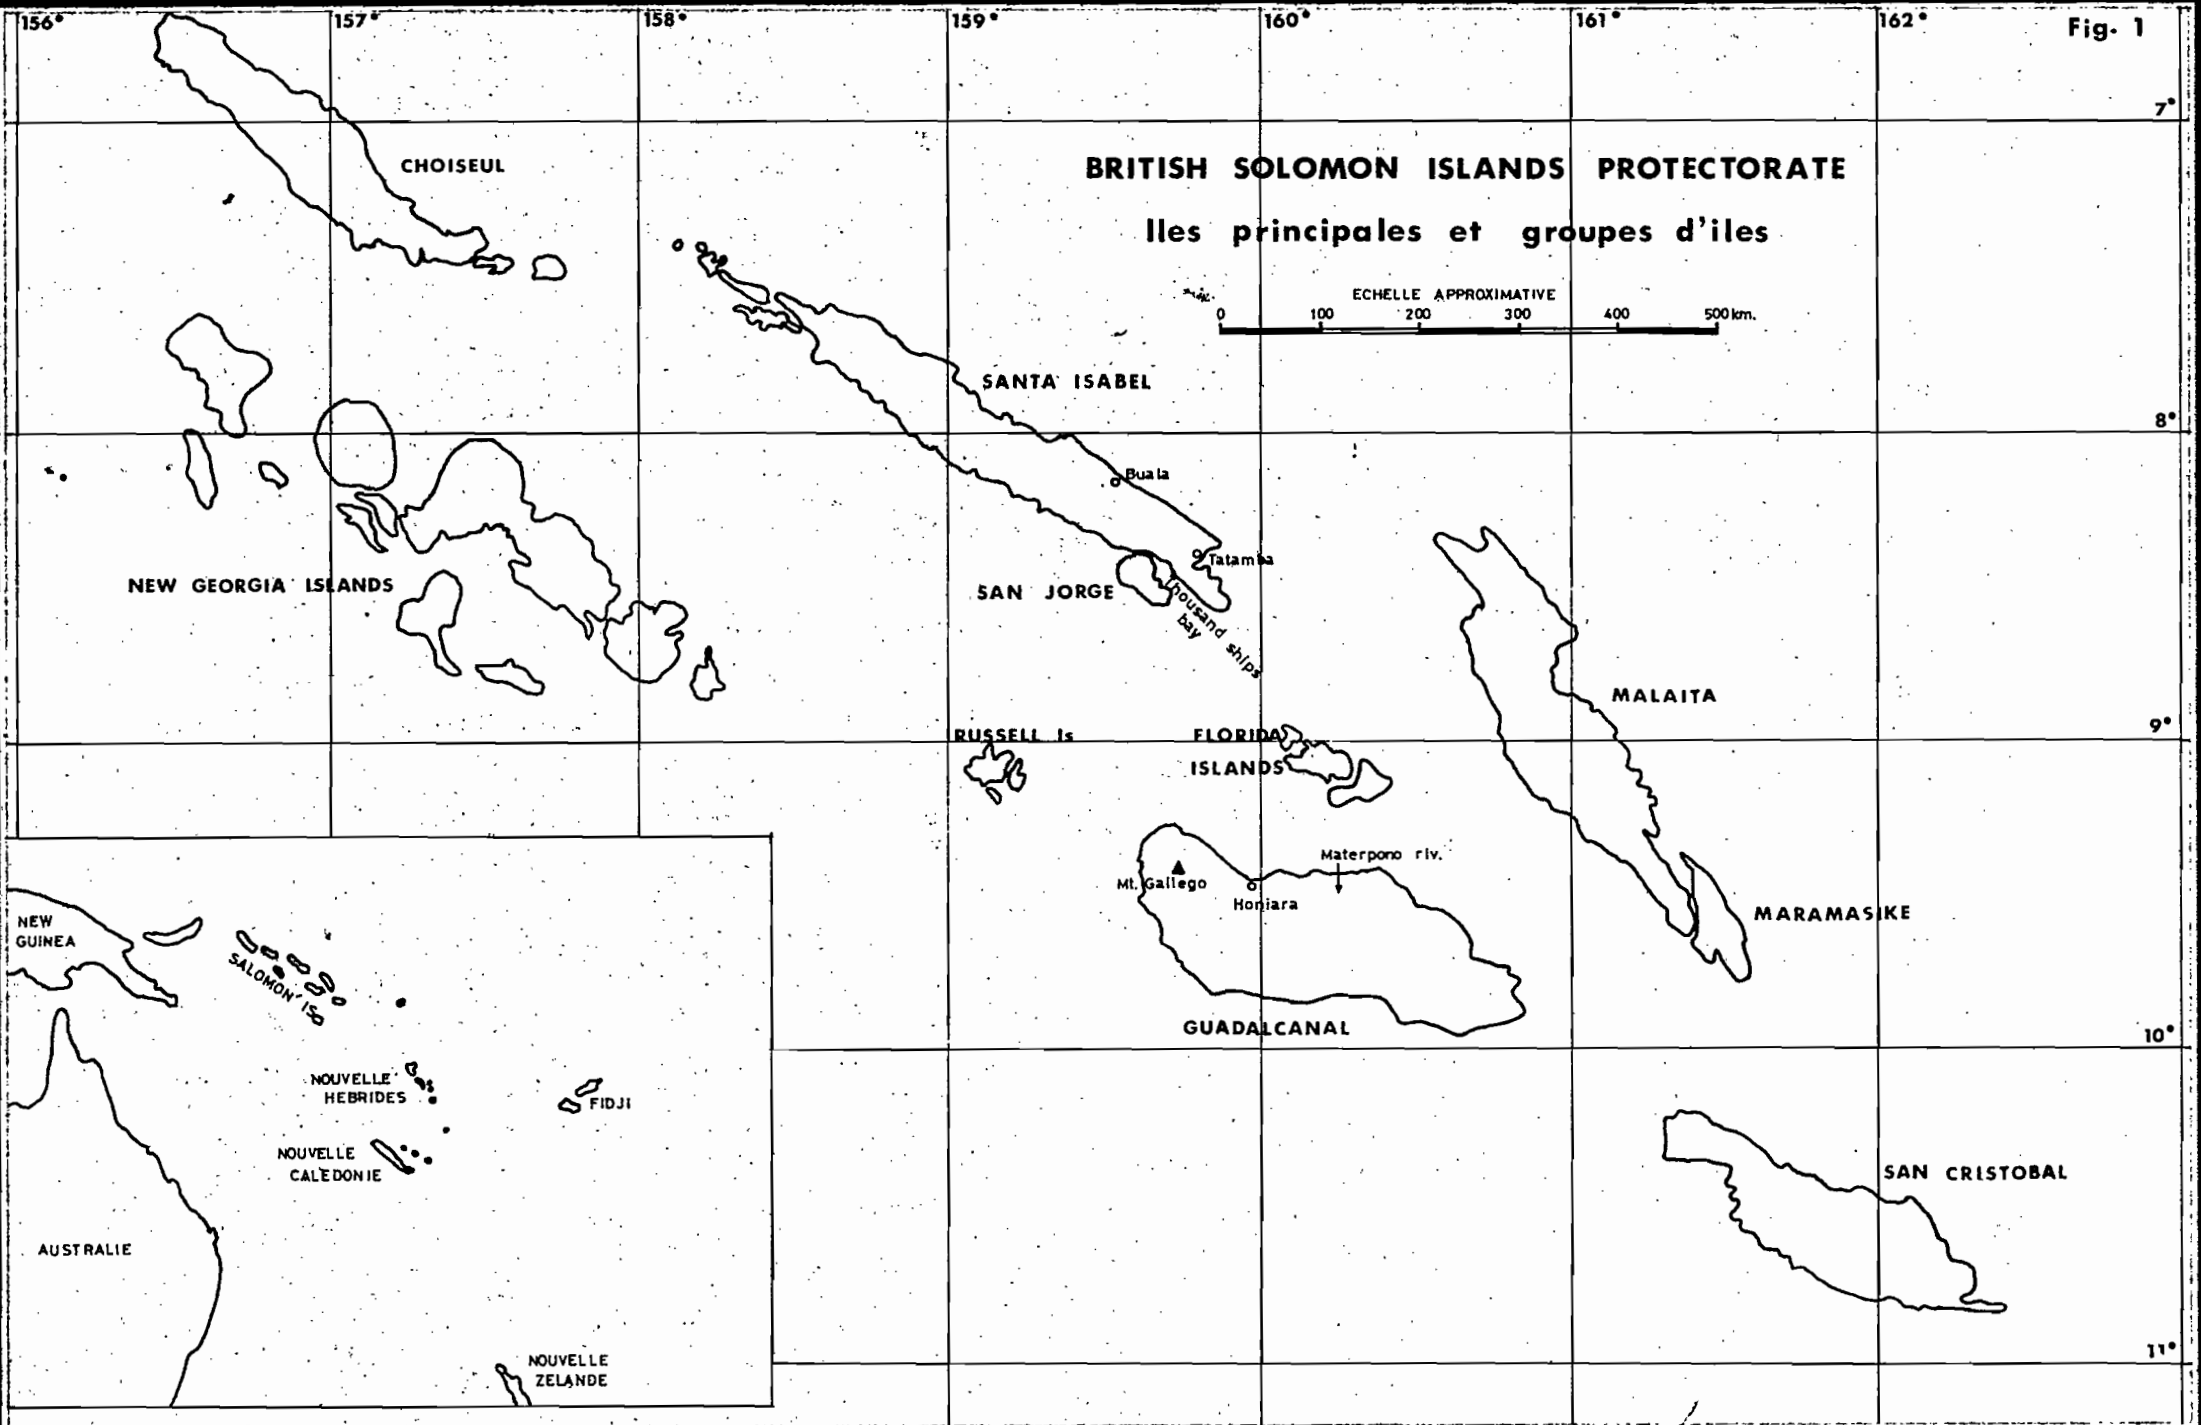 156° 157° 158° 159° 160° 161° 162° Fig. 1
7°
CHOISEUL
BRITISH SOLOMON ISLANDS PROTECTORATE
Iles principales et groupes d'iles
ECHELLE APPROXIMATIVE
0 100 200 300 400 500 km.
SANTA ISABEL
8°
Buala
Tatamba
NEW GEORGIA ISLANDS
SAN JORGE
Thousand ships
bay
MALAITA
9°
RUSSELL Is
FLORIDA
ISLANDS
Materpono riv.
Mt. Gallego
Honiara
MARAMASIKE
GUADALCANAL
10°
SAN CRISTOBAL
11°
NEW
GUINEA
SALOMON IS
NOUVELLE
HEBRIDES
FIDJI
NOUVELLE
CALEDONIE
AUSTRALIE
NOUVELLE
ZELANDE